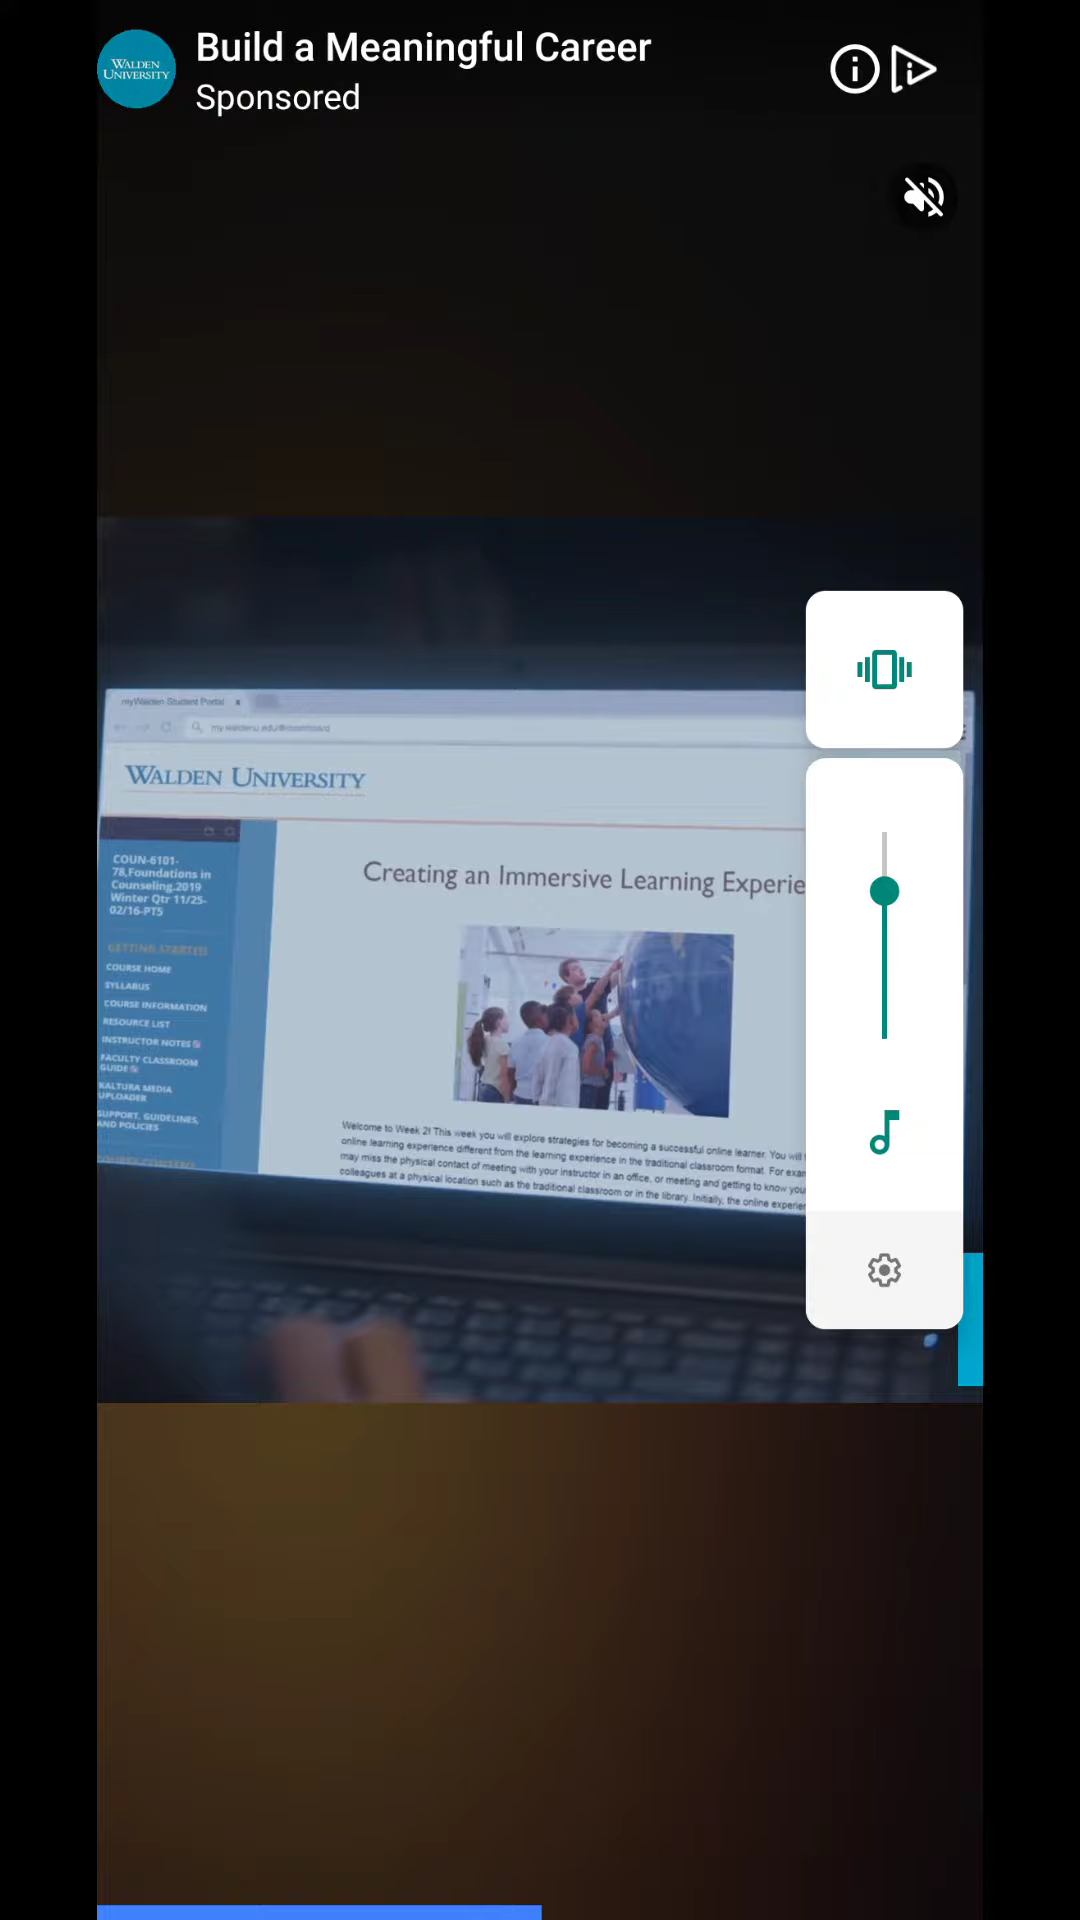 WALDEN
UNIVERSITY
Build a Meaningful Career
Sponsored
myWalden Student Portal
WALDEN UNIVERSITY
COUN-6101-
78,Foundations in
Counseling.2019
Winter Qtr 11/25-
02/16-PT5
GETTING STARTED
COURSE HOME
SYLLABUS
COURSE INFORMATION
RESOURCE LIST
INSTRUCTOR NOTES
FACULTY CLASSROOM
GUIDE
KALTURA MEDIA
UPLOADER
SUPPORT, GUIDELINES,
AND POLICIES
Creating an Immersive Learning Experie
Welcome to Week 2! This week you will explore strategies for becoming a successful online learner. You will
online learning experience different from the learning experience in the traditional classroom format. For exam
may miss the physical contact of meeting with your instructor in an office, or meeting and getting to know you
colleagues at a physical location such as the traditional classroom or in the library. Initially, the online experie